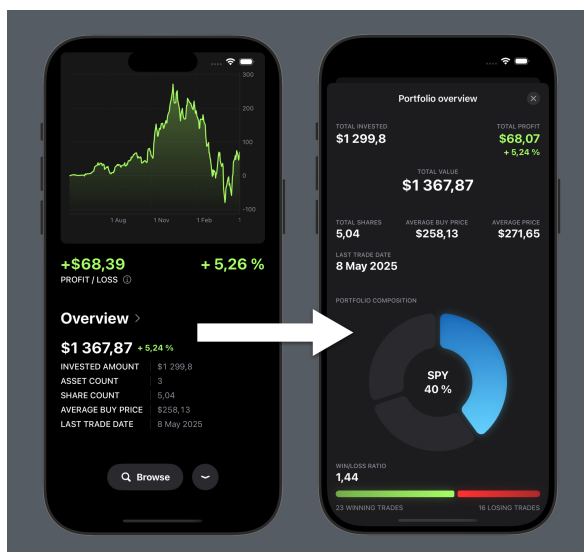 300
200
100
0
-100
1 Aug 1 Nov 1 Feb 1
+$68,39 + 5,26 %
PROFIT / LOSS
Overview
$1 367,87 + 5,24 %
INVESTED AMOUNT $1 299,8
ASSET COUNT 3
SHARE COUNT 5,04
AVERAGE BUY PRICE $258,13
LAST TRADE DATE 8 May 2025
Browse
Portfolio overview
TOTAL INVESTED TOTAL PROFIT
$1 299,8 $68,07
+ 5,24 %
TOTAL VALUE
$1 367,87
TOTAL SHARES AVERAGE BUY PRICE AVERAGE PRICE
5,04 $258,13 $271,65
LAST TRADE DATE
8 May 2025
PORTFOLIO COMPOSITION
SPY
40 %
WIN/LOSS RATIO
1,44
23 WINNING TRADES 16 LOSING TRADES